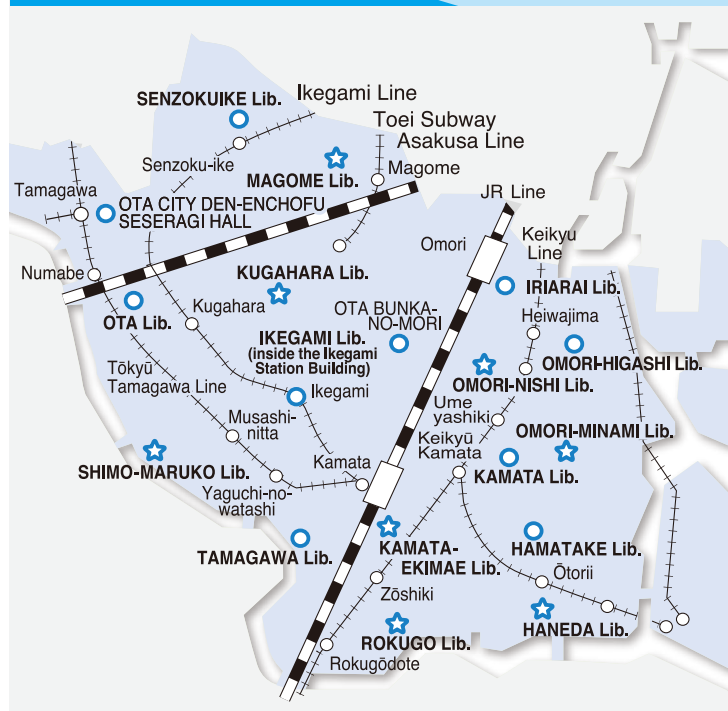 SENZOKUIKE Lib.
Ikegami Line
Toei Subway
Asakusa Line
Senzoku-ike
MAGOME Lib.
Magome
Tamagawa
OTA CITY DEN-ENCHOFU
SESERAGI HALL
JR Line
Omori
Keikyu
Line
Numabe
KUGAHARA Lib.
IRIARAI Lib.
OTA Lib.
Kugahara
OTA BUNKA-
NO-MORI
Heiwajima
IKEGAMI Lib.
(inside the Ikegami
Station Building)
OMORI-HIGASHI Lib.
Tōkyū
Tamagawa Line
Ikegami
OMORI-NISHI Lib.
Musashi-
nitta
Ume
yashiki
OMORI-MINAMI Lib.
Keikyū
Kamata
SHIMO-MARUKO Lib.
Kamata
KAMATA Lib.
Yaguchi-no-
watashi
TAMAGAWA Lib.
KAMATA-
EKIMAE Lib.
HAMATAKE Lib.
Ōtorii
Zōshiki
ROKUGO Lib.
HANEDA Lib.
Rokugōdote